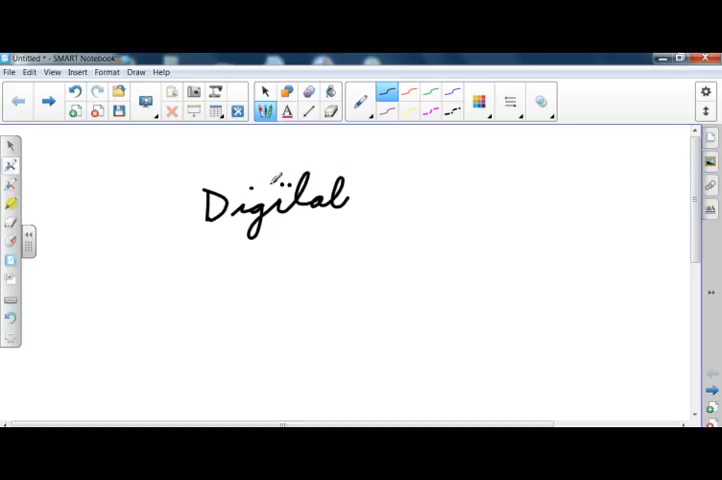 Untitled * - SMART Notebook
File Edit View Insert Format Draw Help
Digital